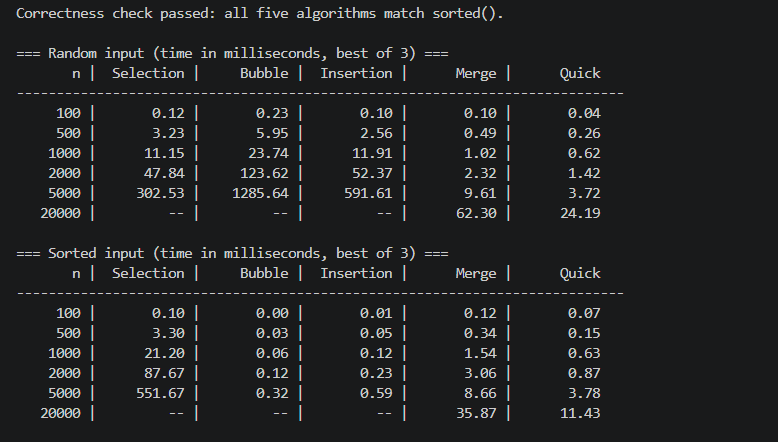 Correctness check passed: all five algorithms match sorted().
=== Random input (time in milliseconds, best of 3) ===
n | Selection | Bubble | Insertion | Merge | Quick
----------------------------------------------------------------------------
100 | 0.12 | 0.23 | 0.10 | 0.10 | 0.04
500 | 3.23 | 5.95 | 2.56 | 0.49 | 0.26
1000 | 11.15 | 23.74 | 11.91 | 1.02 | 0.62
2000 | 47.84 | 123.62 | 52.37 | 2.32 | 1.42
5000 | 302.53 | 1285.64 | 591.61 | 9.61 | 3.72
20000 | -- | -- | -- | 62.30 | 24.19
=== Sorted input (time in milliseconds, best of 3) ===
n | Selection | Bubble | Insertion | Merge | Quick
----------------------------------------------------------------------------
100 | 0.10 | 0.00 | 0.01 | 0.12 | 0.07
500 | 3.30 | 0.03 | 0.05 | 0.34 | 0.15
1000 | 21.20 | 0.06 | 0.12 | 1.54 | 0.63
2000 | 87.67 | 0.12 | 0.23 | 3.06 | 0.87
5000 | 551.67 | 0.32 | 0.59 | 8.66 | 3.78
20000 | -- | -- | -- | 35.87 | 11.43